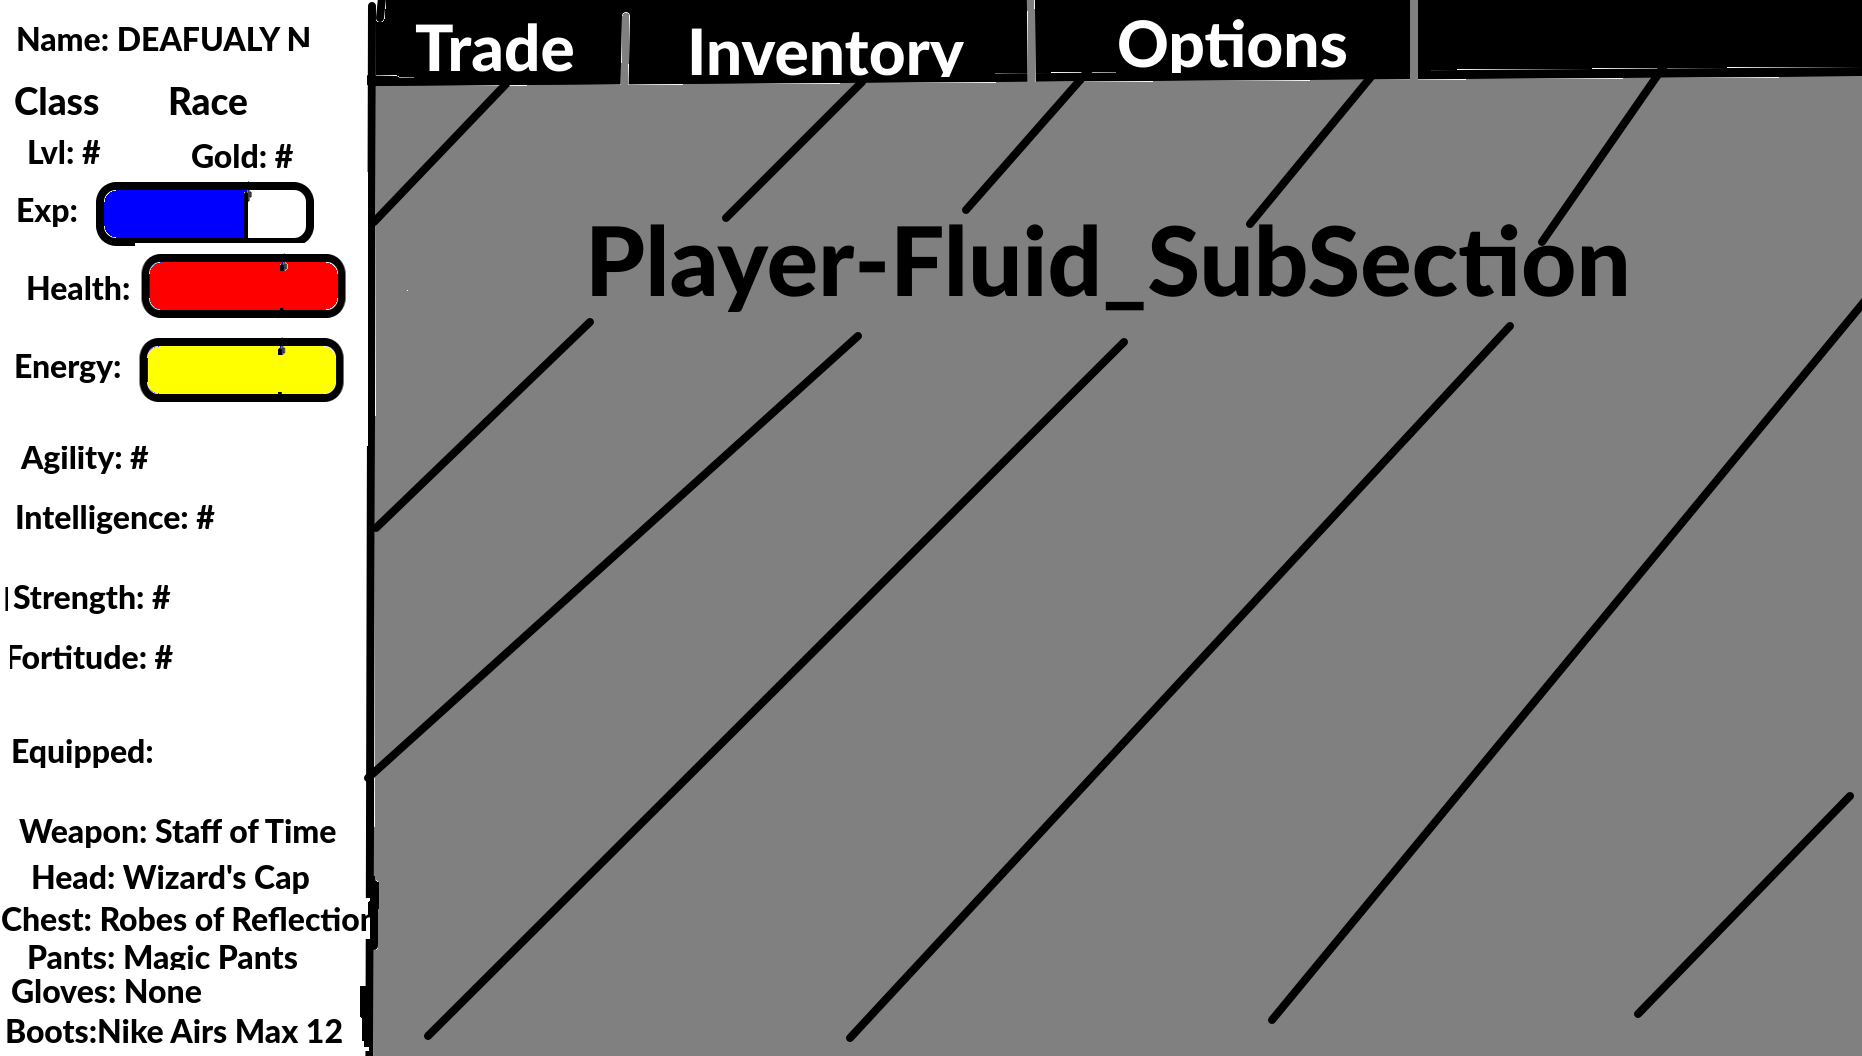 Name: DEAFUALY N
Class Race
Lvl: # Gold: #
Exp:
Health:
Energy:
Agility: #
Intelligence: #
Strength: #
Fortitude: #
Equipped:
Weapon: Staff of Time
Head: Wizard's Cap
Chest: Robes of Reflection
Pants: Magic Pants
Gloves: None
Boots:Nike Airs Max 12
Trade Inventory Options
Player-Fluid_SubSection